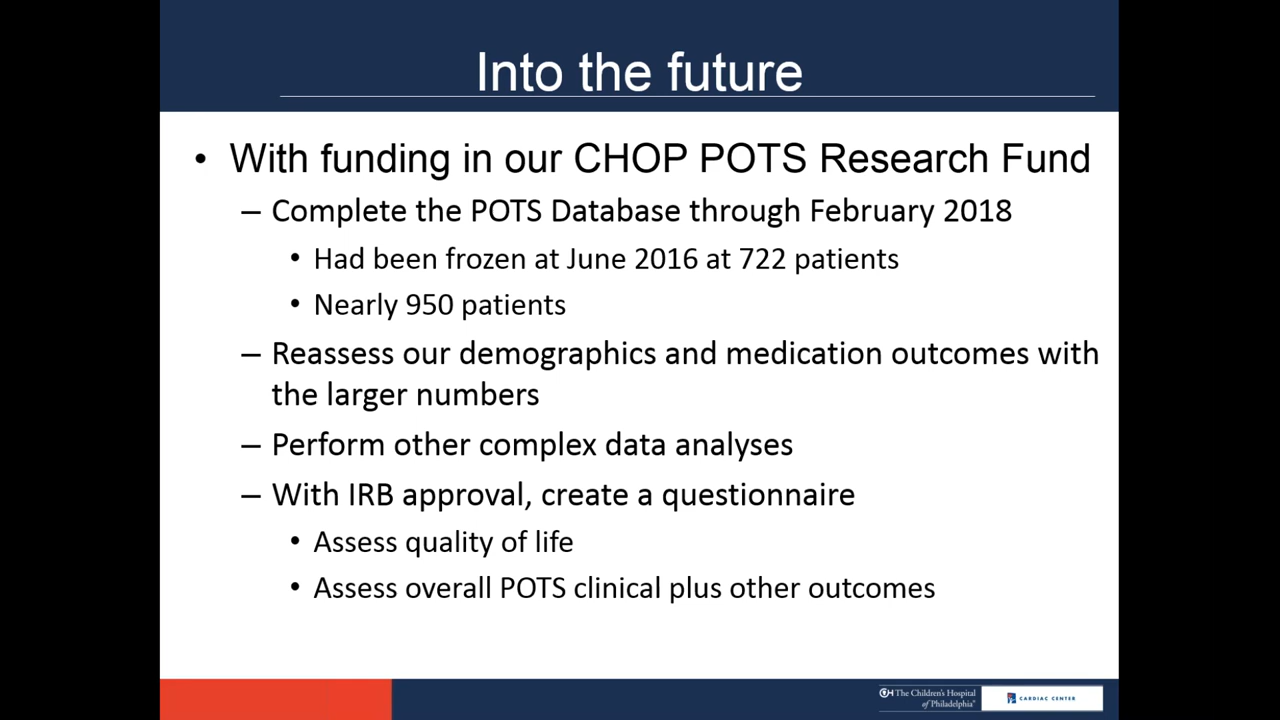 Into the future
• With funding in our CHOP POTS Research Fund
– Complete the POTS Database through February 2018
• Had been frozen at June 2016 at 722 patients
• Nearly 950 patients
– Reassess our demographics and medication outcomes with
the larger numbers
– Perform other complex data analyses
– With IRB approval, create a questionnaire
• Assess quality of life
• Assess overall POTS clinical plus other outcomes
The Children's Hospital
of Philadelphia
CARDIAC CENTER